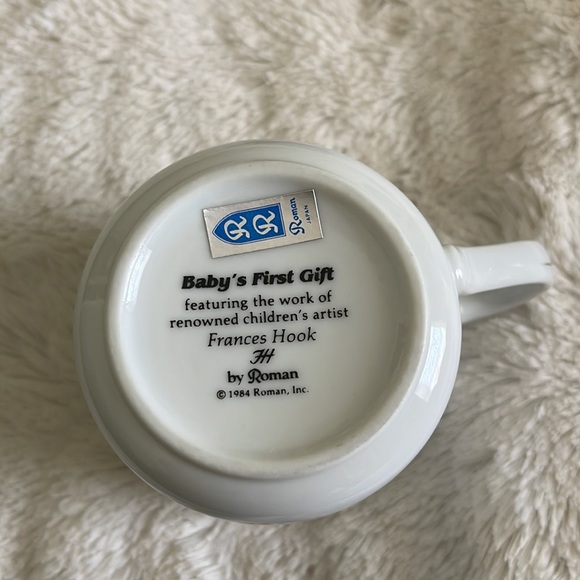 R R Roman
JAPAN
Baby's First Gift
featuring the work of
renowned children's artist
Frances Hook
FH
by Roman
© 1984 Roman, Inc.